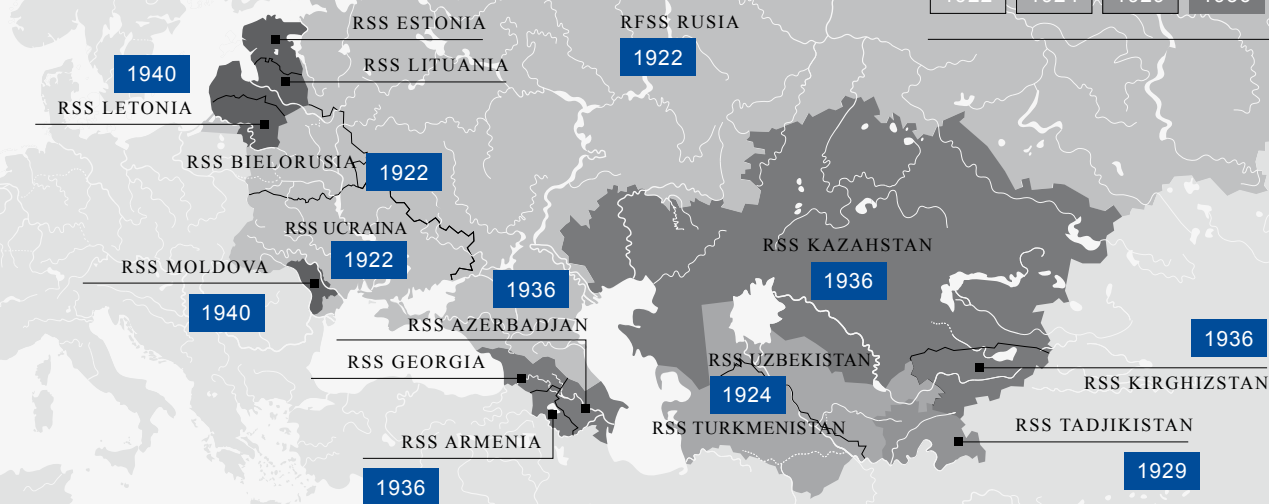 RSS ESTONIA
RFSS RUSIA
1922
RSS LITUANIA
1940
RSS LETONIA
RSS BIELORUSIA
1922
RSS UCRAINA
1922
RSS MOLDOVA
1940
RSS KAZAHSTAN
1936
1936
RSS AZERBADJAN
RSS GEORGIA
RSS UZBEKISTAN
1924
RSS TURKMENISTAN
1936
RSS KIRGHIZSTAN
RSS TADJIKISTAN
1929
RSS ARMENIA
1936